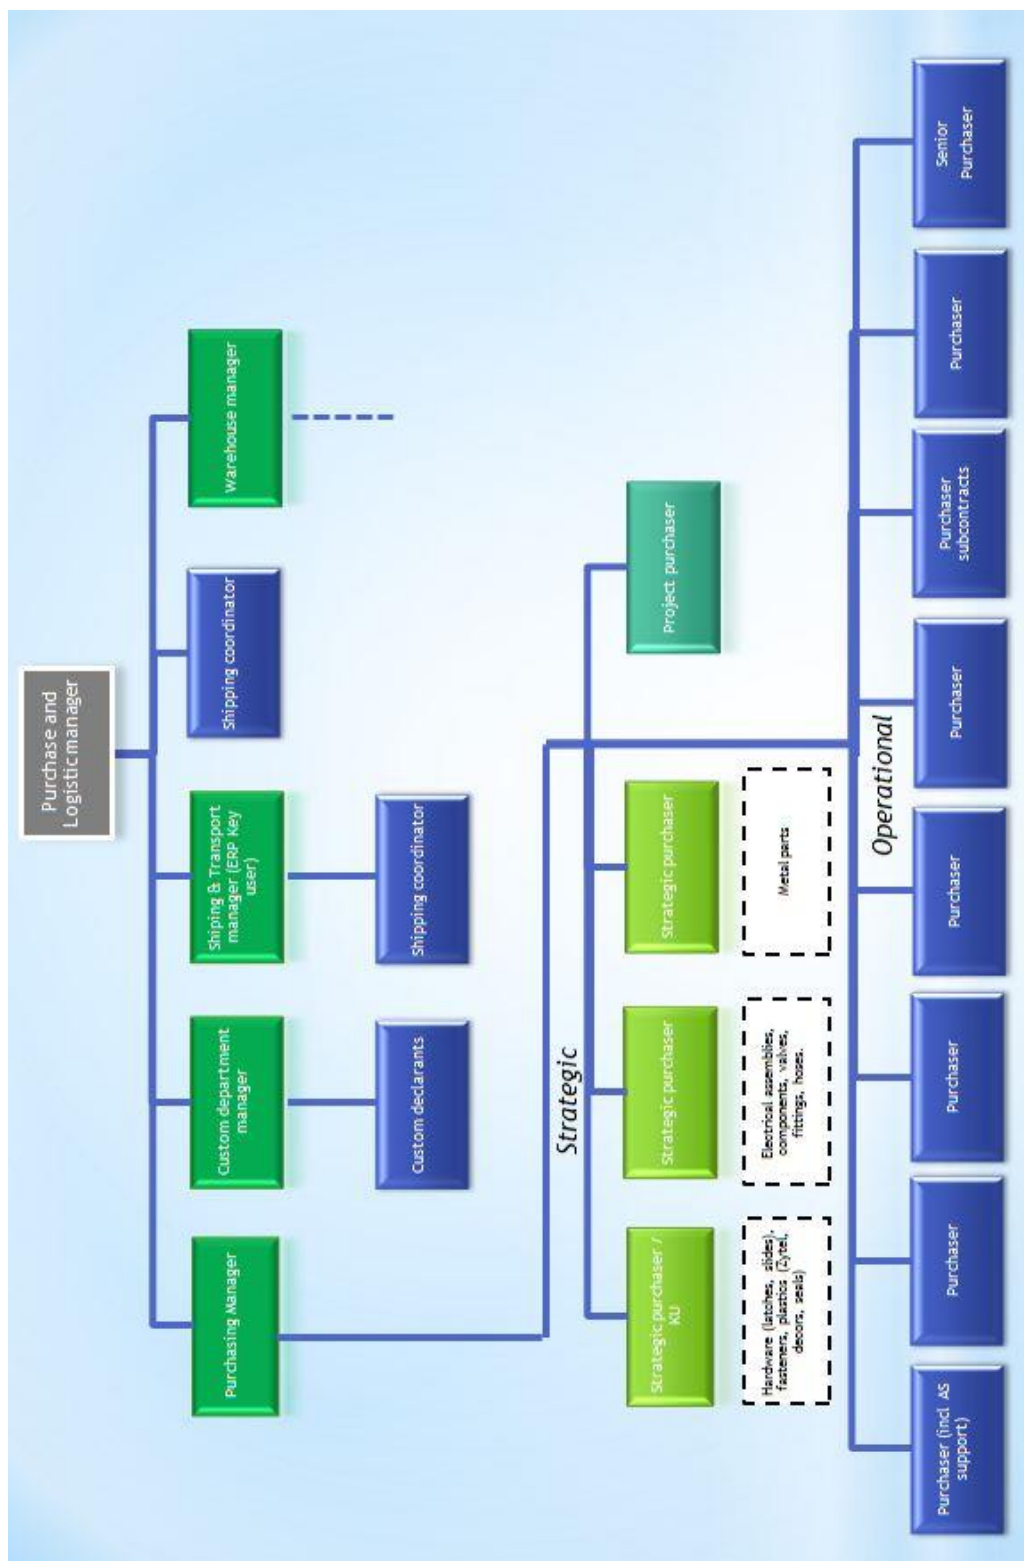 Purchase and
Logistic manager
Purchasing Manager
Custom department
manager
Shiping & Transport
manager (ERP Key
user)
Shipping coordinator
Warehouse manager
Custom declarants
Shipping coordinator
Strategic
Strategic purchaser /
KU
Strategic purchaser
Strategic purchaser
Project purchaser
Hardware (latches, slides),
fasteners, plastics (Zytel,
decors, seals)
Electrical assemblies,
components, valves,
fittings, hoses.
Metal parts
Operational
Purchaser (incl. AS
support)
Purchaser
Purchaser
Purchaser
Purchaser
Purchaser
subcontracts
Purchaser
Senior
Purchaser